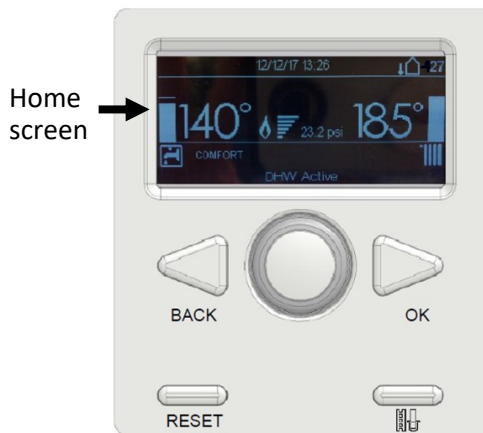 Home
screen
12/12/17 13:26
27
140° 23.2 psi 185°
COMFORT
DHW Active
BACK
OK
RESET